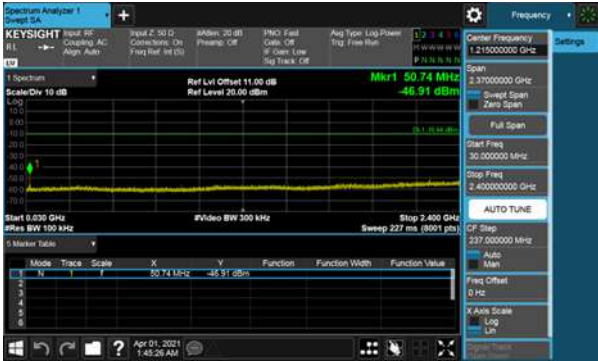 Spectrum Analyzer 1
Swept SA
+
Frequency
KEYSIGHT Input: RF Input Z: 50 Ω #Atten: 20 dB PNO: Fast Avg Type: Log-Power 1 2 3 4 5 6
RL Coupling: AC Corrections: On Preamp: Off Gate: Off Trig: Free Run M W W W W W
Align: Auto Freq Ref: Int (S) IF Gain: Low P N N N N N
LV Sig Track: Off
Center Frequency
1.215000000 GHz
Settings
1 Spectrum
Ref Lvl Offset 11.00 dB
Mkr1 50.74 MHz
Scale/Div 10 dB
Ref Level 20.00 dBm
-46.91 dBm
Log
10.0
0.00
-10.0
-20.0
-30.0
-40.0
-50.0
-60.0
-70.0
1
Start 0.030 GHz
#Video BW 300 kHz
Stop 2.400 GHz
#Res BW 100 kHz
Sweep 227 ms (8001 pts)
Span
2.37000000 GHz
Swept Span
Zero Span
Full Span
Start Freq
30.000000 MHz
Stop Freq
2.400000000 GHz
AUTO TUNE
CF Step
237.000000 MHz
Auto
Man
Freq Offset
0 Hz
X Axis Scale
Log
Lin
Signal Track
5 Marker Table
Mode Trace Scale X Y Function Function Width Function Value
1 N 1 f 50.74 MHz -46.91 dBm
2
3
4
5
6
?
Apr 01, 2021
1:45:26 AM